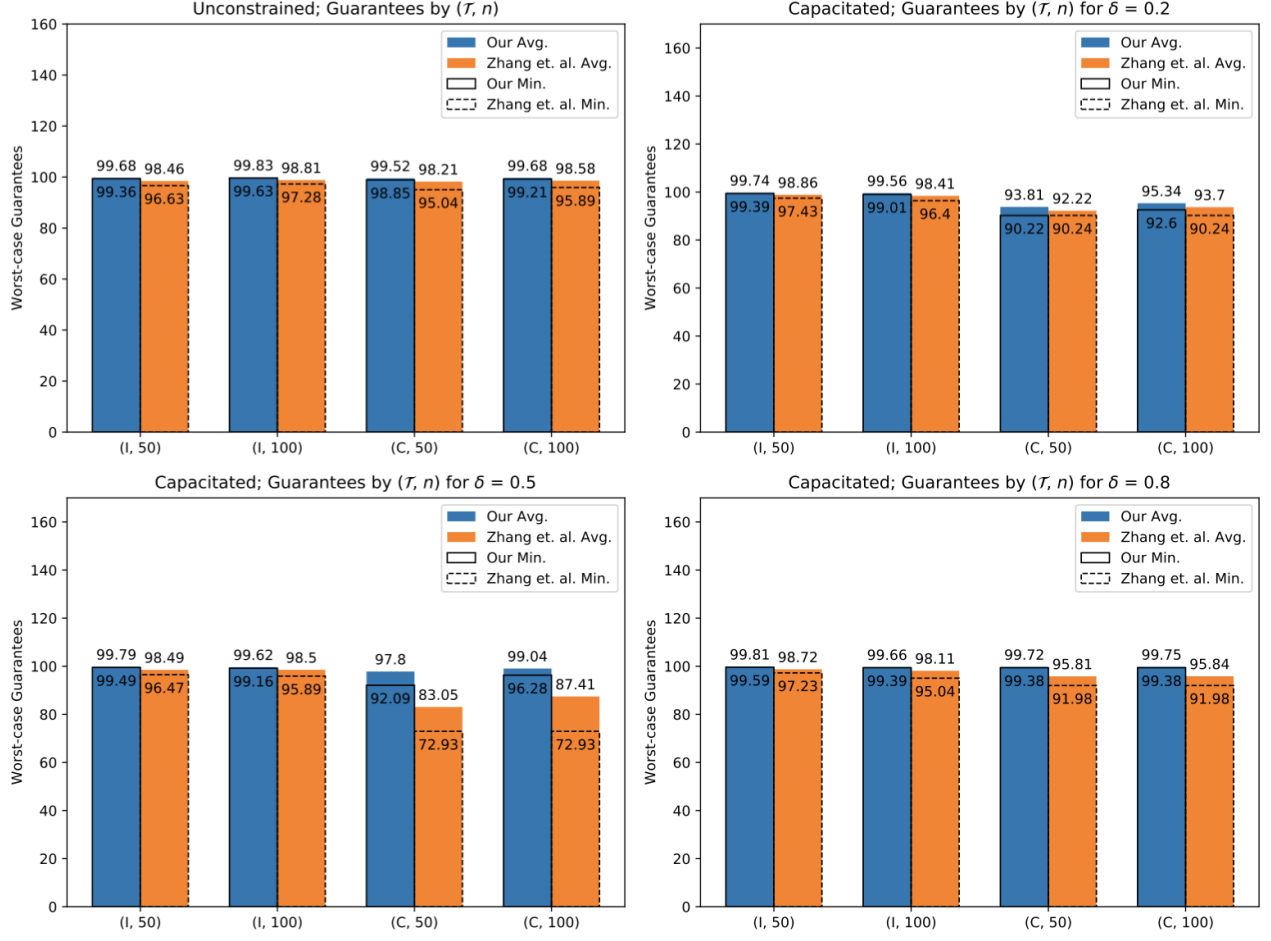 Unconstrained; Guarantees by (𝒯, n)
Worst-case Guarantees
160
140
120
100
80
60
40
20
0
Our Avg.
Zhang et. al Avg.
Our Min.
Zhang et. al Min.
99.68 98.46 99.83 98.81 99.52 98.21 99.68 98.58
99.36 96.63 99.63 97.28 98.85 95.04 99.21 95.89
(I, 50) (I, 100) (C, 50) (C, 100)
Capacitated; Guarantees by (𝒯, n) for δ = 0.2
Worst-case Guarantees
160
140
120
100
80
60
40
20
0
Our Avg.
Zhang et. al. Avg.
Our Min.
Zhang et. al. Min.
99.74 98.86 99.56 98.41 93.81 92.22 95.34 93.7
99.39 97.43 99.01 96.4 90.22 90.24 92.6 90.24
(I, 50) (I, 100) (C, 50) (C, 100)
Capacitated; Guarantees by (𝒯, n) for δ = 0.5
Worst-case Guarantees
160
140
120
100
80
60
40
20
0
Our Avg.
Zhang et. al. Avg.
Our Min.
Zhang et. al. Min.
99.79 98.49 99.62 98.5 97.8 83.05 99.04 87.41
99.49 96.47 99.16 95.89 92.09 72.93 96.28 72.93
(I, 50) (I, 100) (C, 50) (C, 100)
Capacitated; Guarantees by (𝒯, n) for δ = 0.8
Worst-case Guarantees
160
140
120
100
80
60
40
20
0
Our Avg.
Zhang et. al. Avg.
Our Min.
Zhang et. al. Min.
99.81 98.72 99.66 98.11 99.72 95.81 99.75 95.84
99.59 97.23 99.39 95.04 99.38 91.98 99.38 91.98
(I, 50) (I, 100) (C, 50) (C, 100)